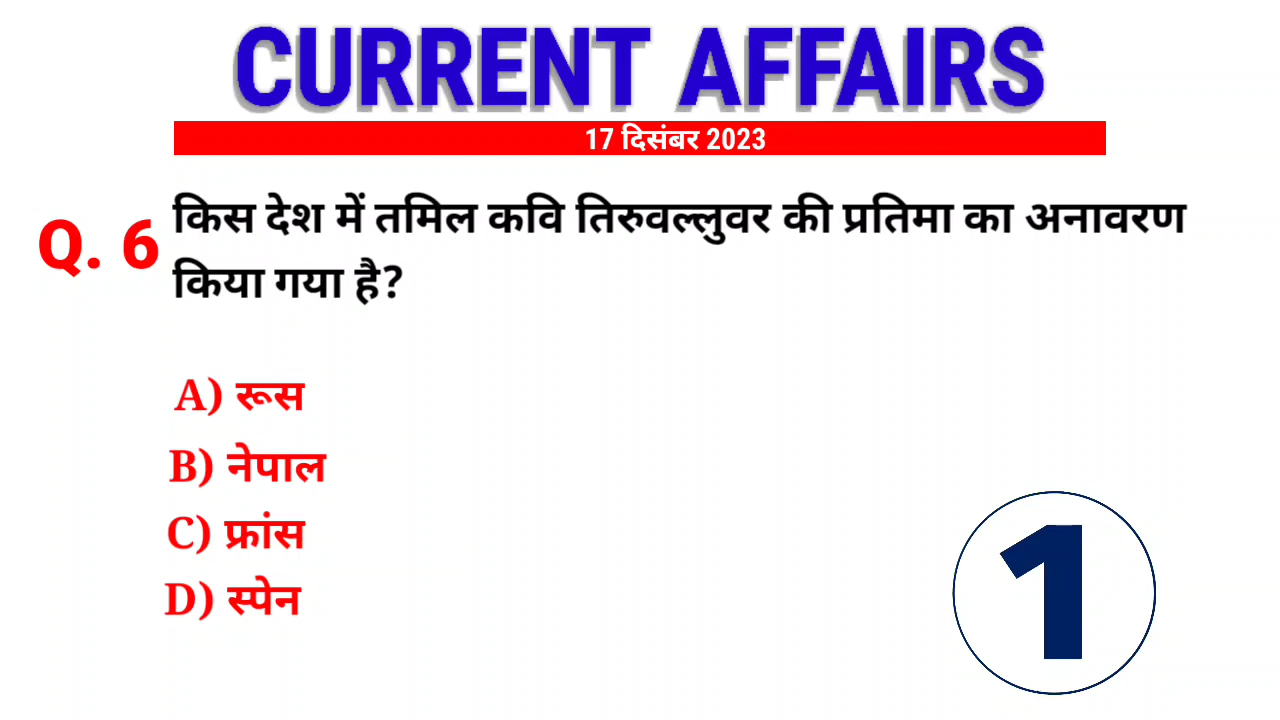 CURRENT AFFAIRS
17 दिसंबर 2023
Q. 6
किस देश में तमिल कवि तिरुवल्लुवर की प्रतिमा का अनावरण
किया गया है?
A) रूस
B) नेपाल
C) फ्रांस
D) स्पेन
1